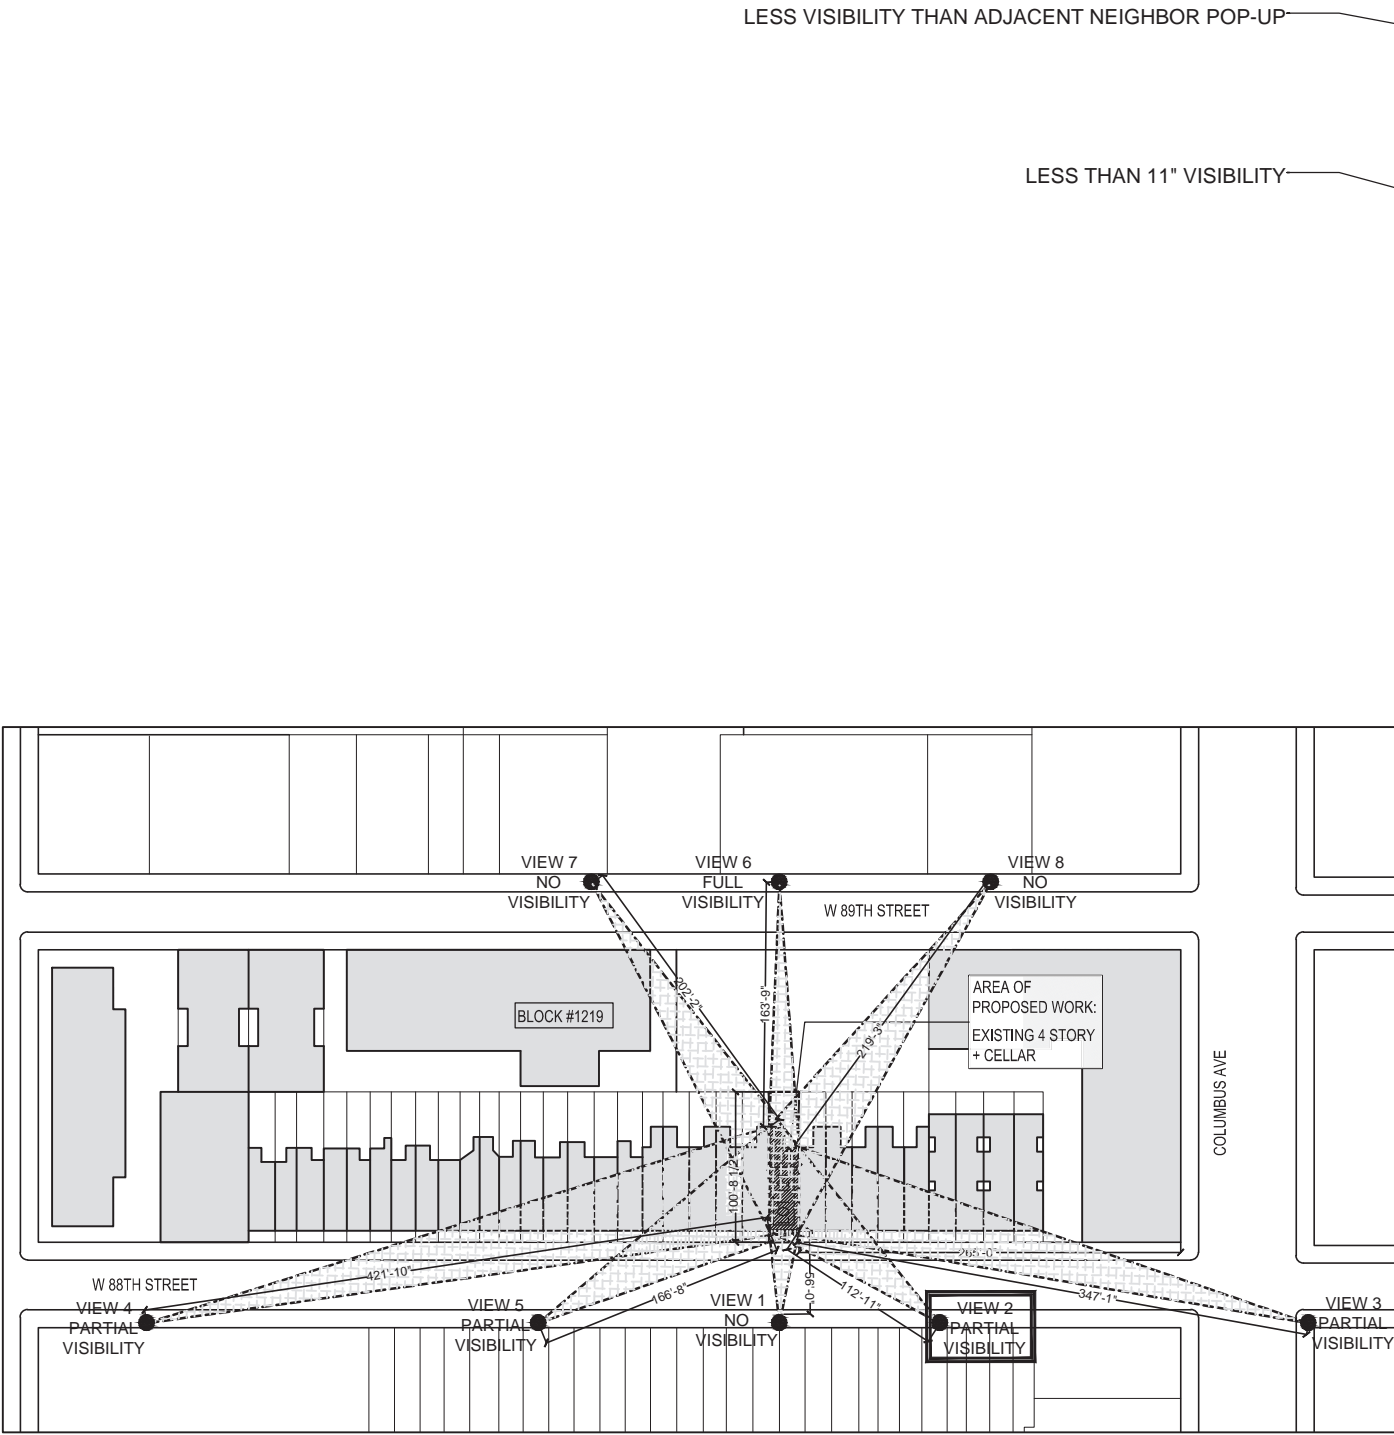 LESS VISIBILITY THAN ADJACENT NEIGHBOR POP-UP
LESS THAN 11" VISIBILITY
VIEW 7
NO
VISIBILITY
VIEW 6
FULL
VISIBILITY
VIEW 8
NO
VISIBILITY
W 89TH STREET
202'-2"
163'-9"
219'-3"
BLOCK #1219
AREA OF
PROPOSED WORK:
EXISTING 4 STORY
+ CELLAR
COLUMBUS AVE
100'-8 1/2"
265'-0"
W 88TH STREET
421'-10"
166'-8"
56'-0"
112'-11"
347'-1"
VIEW 4
PARTIAL
VISIBILITY
VIEW 5
PARTIAL
VISIBILITY
VIEW 1
NO
VISIBILITY
VIEW 2
PARTIAL
VISIBILITY
VIEW 3
PARTIAL
VISIBILITY